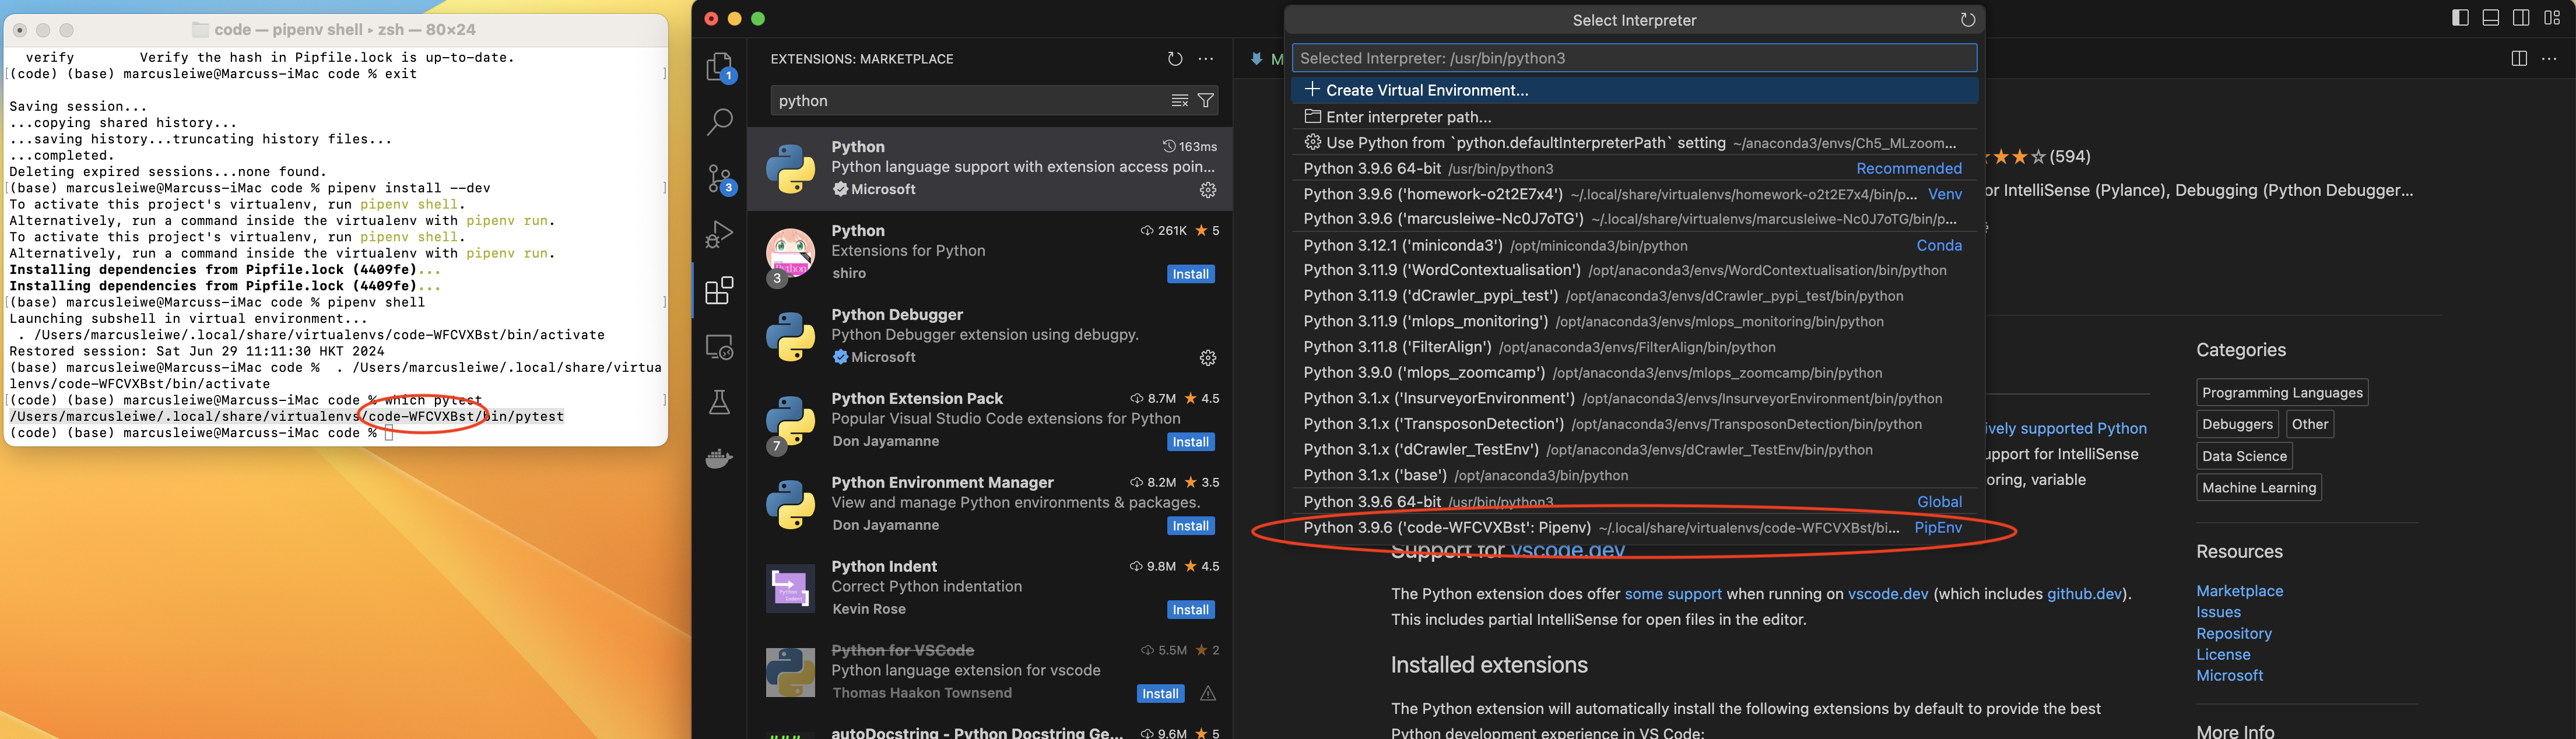 code — pipenv shell ▸ zsh — 80×24
verify        Verify the hash in Pipfile.lock is up-to-date.
[(code) (base) marcusleiwe@Marcuss-iMac code % exit ]
Saving session...
...copying shared history...
...saving history...truncating history files...
...completed.
Deleting expired sessions...none found.
[(base) marcusleiwe@Marcuss-iMac code % pipenv install --dev ]
To activate this project's virtualenv, run pipenv shell.
Alternatively, run a command inside the virtualenv with pipenv run.
To activate this project's virtualenv, run pipenv shell.
Alternatively, run a command inside the virtualenv with pipenv run.
Installing dependencies from Pipfile.lock (4409fe)...
Installing dependencies from Pipfile.lock (4409fe)...
[(base) marcusleiwe@Marcuss-iMac code % pipenv shell ]
Launching subshell in virtual environment...
. /Users/marcusleiwe/.local/share/virtualenvs/code-WFCVXBst/bin/activate
Restored session: Sat Jun 29 11:11:30 HKT 2024
(base) marcusleiwe@Marcuss-iMac code %  . /Users/marcusleiwe/.local/share/virtua
lenvs/code-WFCVXBst/bin/activate
[(code) (base) marcusleiwe@Marcuss-iMac code % which pytest ]
/Users/marcusleiwe/.local/share/virtualenvs/code-WFCVXBst/bin/pytest
(code) (base) marcusleiwe@Marcuss-iMac code %
1
3
EXTENSIONS: MARKETPLACE
python
Python 163ms
Python language support with extension access poin...
Microsoft
Python 261K ★ 5
Extensions for Python
shiro Install
3
Python Debugger
Python Debugger extension using debugpy.
Microsoft
Python Extension Pack 8.7M ★ 4.5
Popular Visual Studio Code extensions for Python
Don Jayamanne Install
7
Python Environment Manager 8.2M ★ 3.5
View and manage Python environments & packages.
Don Jayamanne Install
Python Indent 9.8M ★ 4.5
Correct Python indentation
Kevin Rose Install
Python for VSCode 5.5M ★ 2
Python language extension for vscode
Thomas Haakon Townsend Install
autoDocstring - Python Docstring Ge... 9.6M ★ 5
M
Select Interpreter
Selected Interpreter: /usr/bin/python3
+ Create Virtual Environment...
Enter interpreter path...
Use Python from `python.defaultInterpreterPath` setting ~/anaconda3/envs/Ch5_MLzoom...
Python 3.9.6 64-bit /usr/bin/python3 Recommended
Python 3.9.6 ('homework-o2t2E7x4') ~/.local/share/virtualenvs/homework-o2t2E7x4/bin/p... Venv
Python 3.9.6 ('marcusleiwe-Nc0J7oTG') ~/.local/share/virtualenvs/marcusleiwe-Nc0J7oTG/bin/p...
Python 3.12.1 ('miniconda3') /opt/miniconda3/bin/python Conda
Python 3.11.9 ('WordContextualisation') /opt/anaconda3/envs/WordContextualisation/bin/python
Python 3.11.9 ('dCrawler_pypi_test') /opt/anaconda3/envs/dCrawler_pypi_test/bin/python
Python 3.11.9 ('mlops_monitoring') /opt/anaconda3/envs/mlops_monitoring/bin/python
Python 3.11.8 ('FilterAlign') /opt/anaconda3/envs/FilterAlign/bin/python
Python 3.9.0 ('mlops_zoomcamp') /opt/anaconda3/envs/mlops_zoomcamp/bin/python
Python 3.1.x ('InsurveyorEnvironment') /opt/anaconda3/envs/InsurveyorEnvironment/bin/python
Python 3.1.x ('TransposonDetection') /opt/anaconda3/envs/TransposonDetection/bin/python
Python 3.1.x ('dCrawler_TestEnv') /opt/anaconda3/envs/dCrawler_TestEnv/bin/python
Python 3.1.x ('base') /opt/anaconda3/bin/python
Python 3.9.6 64-bit /usr/bin/python3 Global
Python 3.9.6 ('code-WFCVXBst': Pipenv) ~/.local/share/virtualenvs/code-WFCVXBst/bi... PipEnv
★★☆ (594)
or IntelliSense (Pylance), Debugging (Python Debugger...
ively supported Python
upport for IntelliSense
oring, variable
Support for vscode.dev
The Python extension does offer some support when running on vscode.dev (which includes github.dev).
This includes partial IntelliSense for open files in the editor.
Installed extensions
The Python extension will automatically install the following extensions by default to provide the best
Python development experience in VS Code:
Categories
Programming Languages
Debuggers
Other
Data Science
Machine Learning
Resources
Marketplace
Issues
Repository
License
Microsoft
More Info